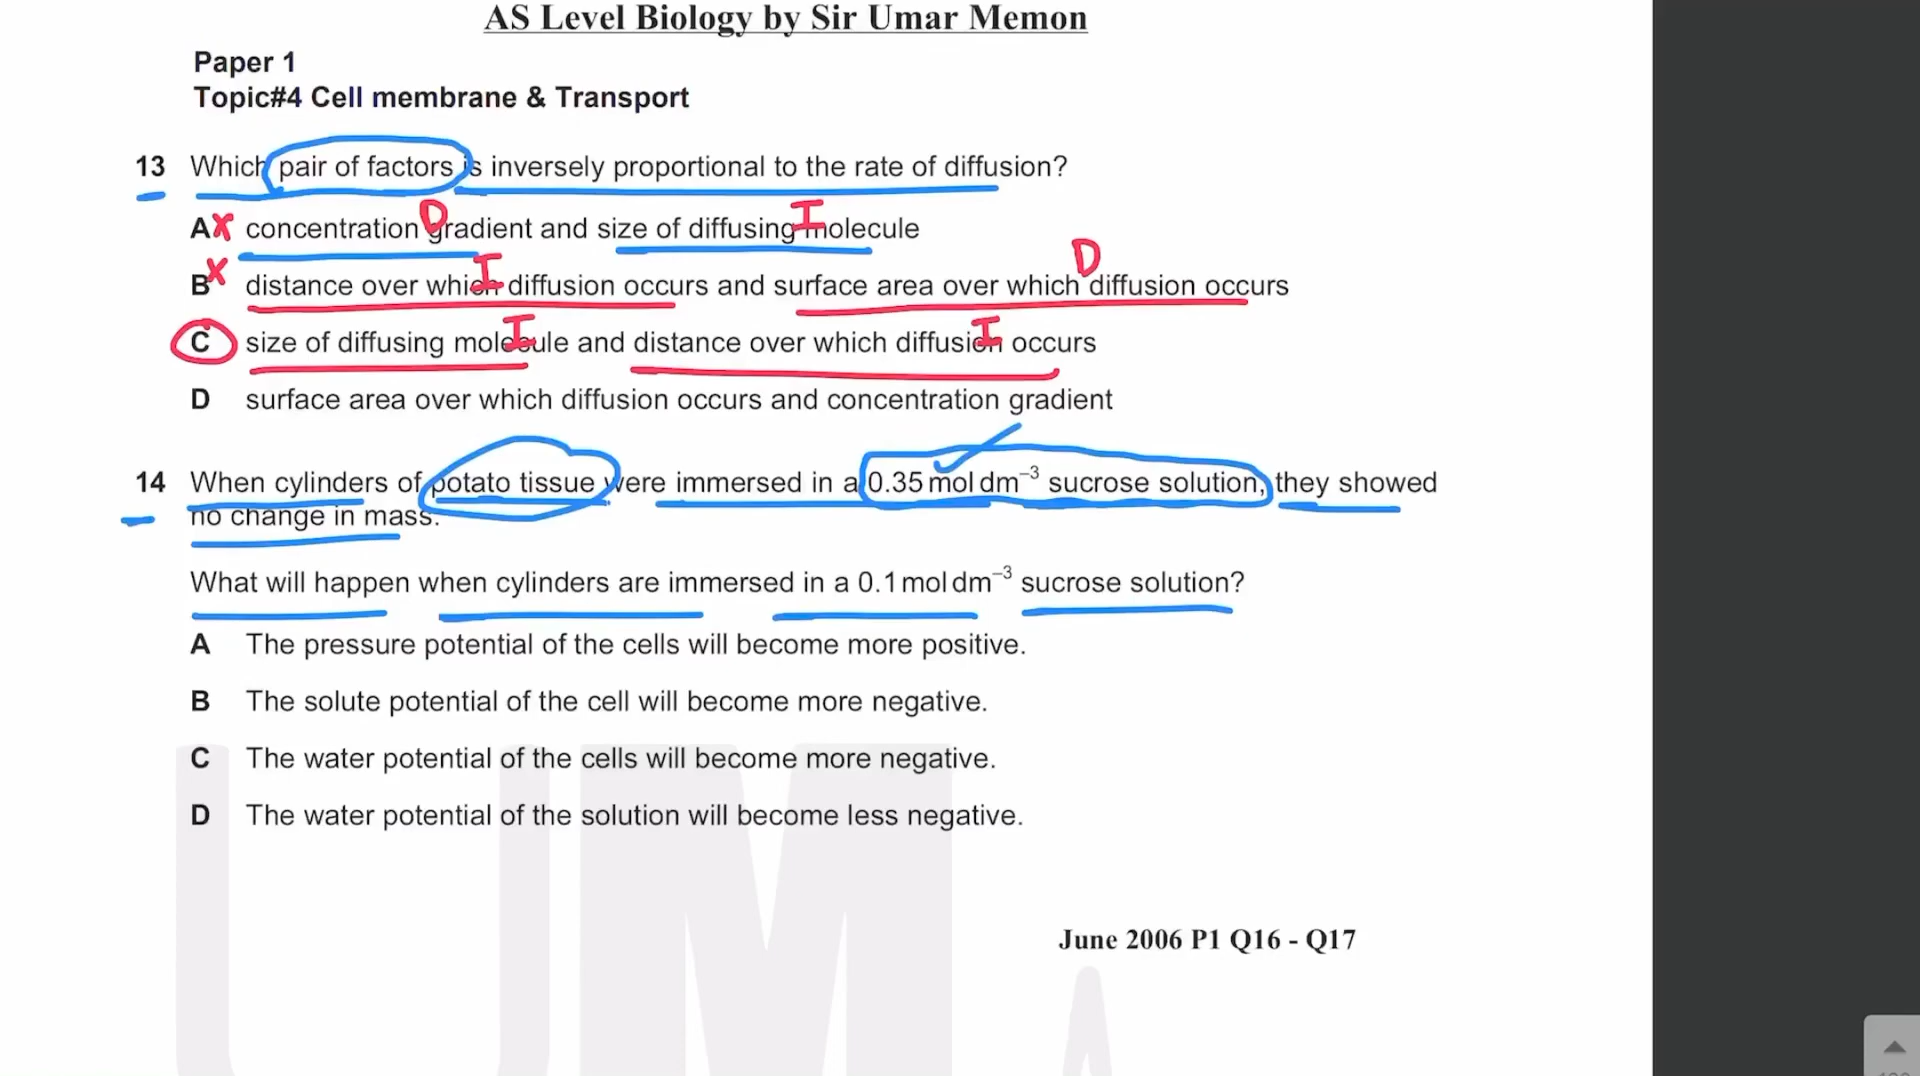 AS Level Biology by Sir Umar Memon
Paper 1
Topic#4 Cell membrane & Transport
13 Which pair of factors is inversely proportional to the rate of diffusion?
D I
A X concentration gradient and size of diffusing molecule
I D
B X distance over which diffusion occurs and surface area over which diffusion occurs
I I
C size of diffusing molecule and distance over which diffusion occurs
D surface area over which diffusion occurs and concentration gradient
14 When cylinders of potato tissue were immersed in a 0.35 mol dm⁻³ sucrose solution, they showed
no change in mass.
What will happen when cylinders are immersed in a 0.1 mol dm⁻³ sucrose solution?
A The pressure potential of the cells will become more positive.
B The solute potential of the cell will become more negative.
C The water potential of the cells will become more negative.
D The water potential of the solution will become less negative.
June 2006 P1 Q16 - Q17